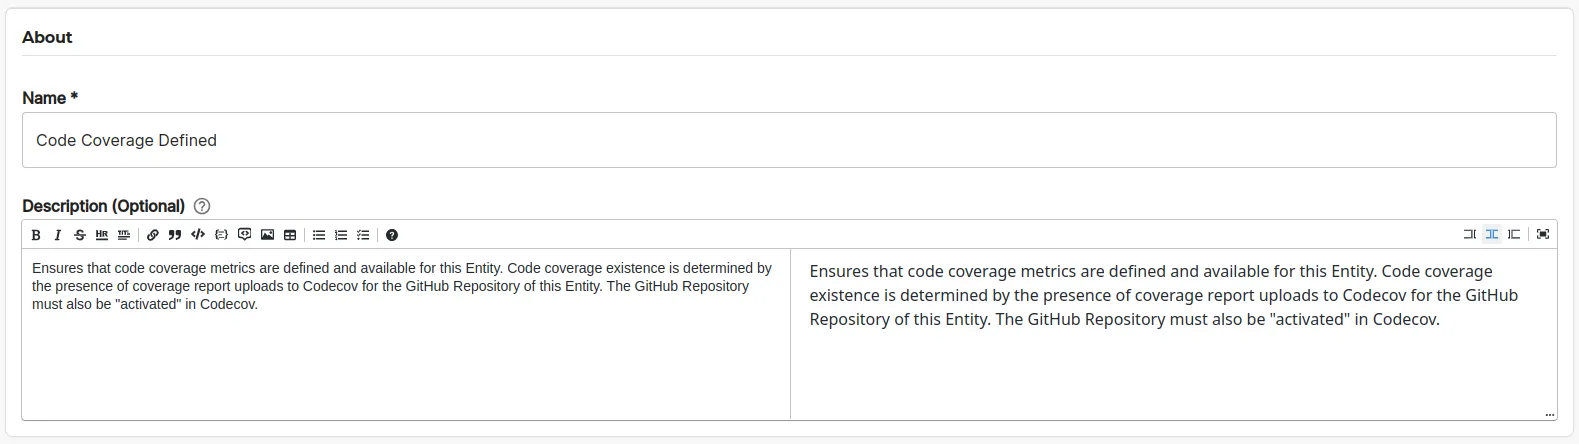 About
Name *
Code Coverage Defined
Description (Optional)
B I S HR TITL
Ensures that code coverage metrics are defined and available for this Entity. Code coverage existence is determined by
the presence of coverage report uploads to Codecov for the GitHub Repository of this Entity. The GitHub Repository
must also be "activated" in Codecov.
Ensures that code coverage metrics are defined and available for this Entity. Code coverage
existence is determined by the presence of coverage report uploads to Codecov for the GitHub
Repository of this Entity. The GitHub Repository must also be "activated" in Codecov.